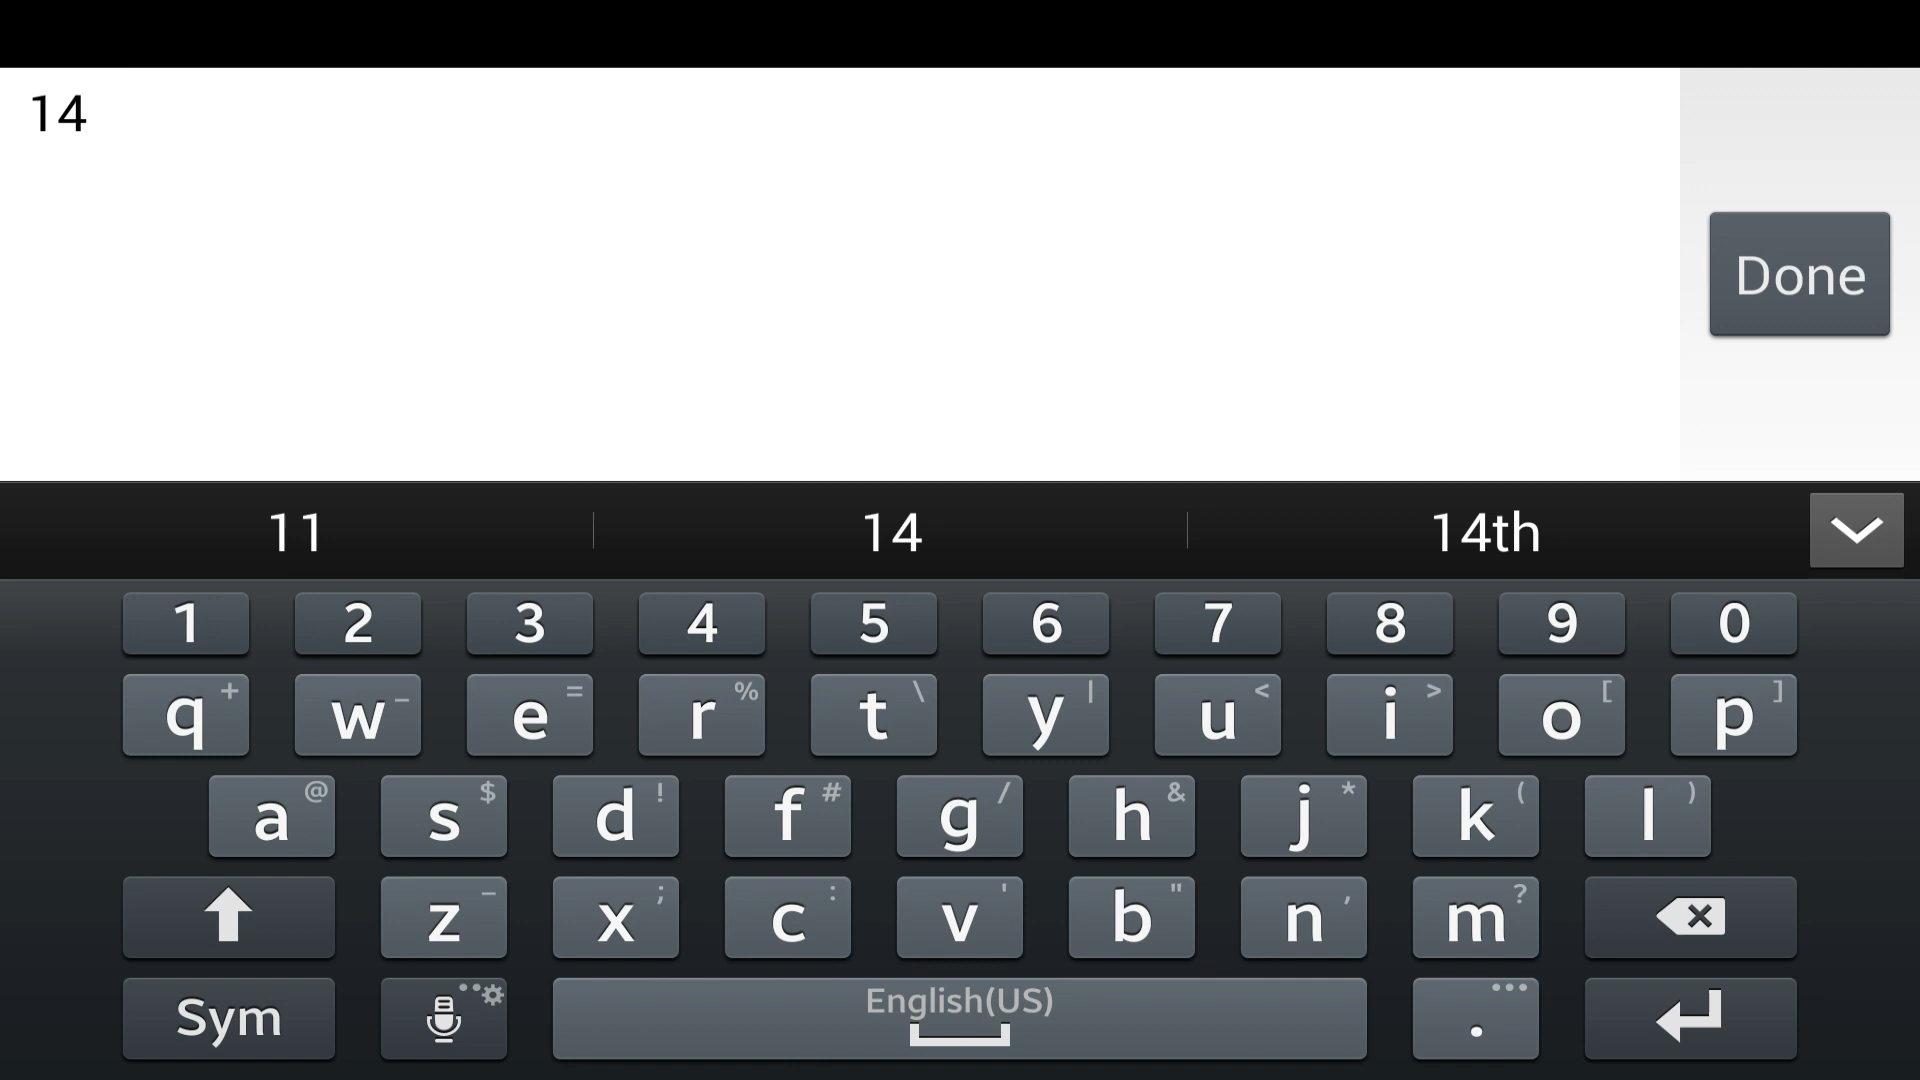 14
Done
11 14 14th
1 2 3 4 5 6 7 8 9 0
q + w _ e = r % t \ y | u < i > o [ p ]
a @ s $ d ! f # g / h & j * k ( l )
z - x ; c : v ' b " n , m ?
Sym English(US) .